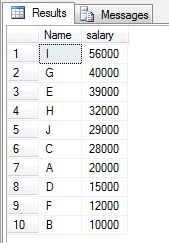 Results Messages
Name salary
1 I 56000
2 G 40000
3 E 39000
4 H 32000
5 J 29000
6 C 28000
7 A 20000
8 D 15000
9 F 12000
10 B 10000